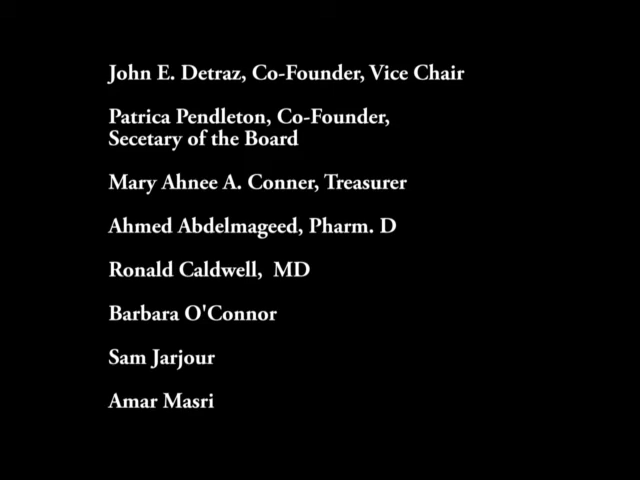 John E. Detraz, Co-Founder, Vice Chair
Patrica Pendleton, Co-Founder,
Secetary of the Board
Mary Ahnee A. Conner, Treasurer
Ahmed Abdelmageed, Pharm. D
Ronald Caldwell, MD
Barbara O'Connor
Sam Jarjour
Amar Masri